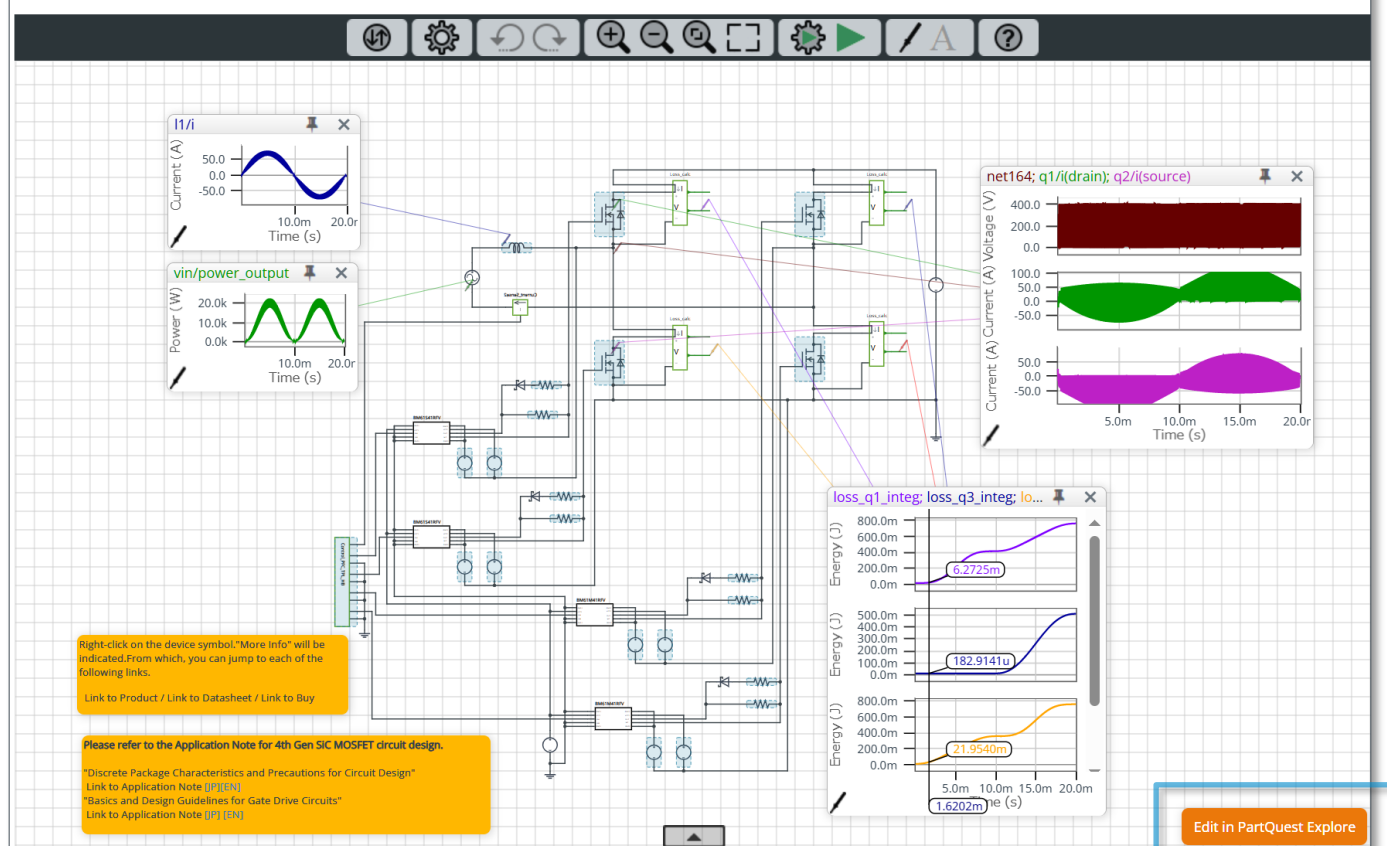 l1/i
Current (A)
50.0
0.0
-50.0
10.0m
20.0r
Time (s)
vin/power_output
Power (W)
20.0k
10.0k
0.0k
10.0m
20.0r
Time (s)
net164; q1/i(drain); q2/i(source)
Voltage (V)
400.0
200.0
0.0
Current (A)
100.0
50.0
0.0
-50.0
Current (A)
50.0
0.0
-50.0
5.0m
10.0m
15.0m
20.0r
Time (s)
BM61S41RFV
BM61S41RFV
BM61M41RFV
BM61M41RFV
loss_q1_integ; loss_q3_integ; lo...
Energy (J)
800.0m
600.0m
400.0m
200.0m
0.0m
6.2725m
Energy (J)
500.0m
400.0m
300.0m
200.0m
100.0m
0.0m
182.9141u
Energy (J)
800.0m
600.0m
400.0m
200.0m
0.0m
21.9540m
5.0m
10.0m
15.0m
20.0m
1.6202m
Right-click on the device symbol."More Info" will be
indicated.From which, you can jump to each of the
following links.
Link to Product / Link to Datasheet / Link to Buy
Please refer to the Application Note for 4th Gen SiC MOSFET circuit design.
"Discrete Package Characteristics and Precautions for Circuit Design"
Link to Application Note [JP][EN]
"Basics and Design Guidelines for Gate Drive Circuits"
Link to Application Note [JP] [EN]
Edit in PartQuest Explore